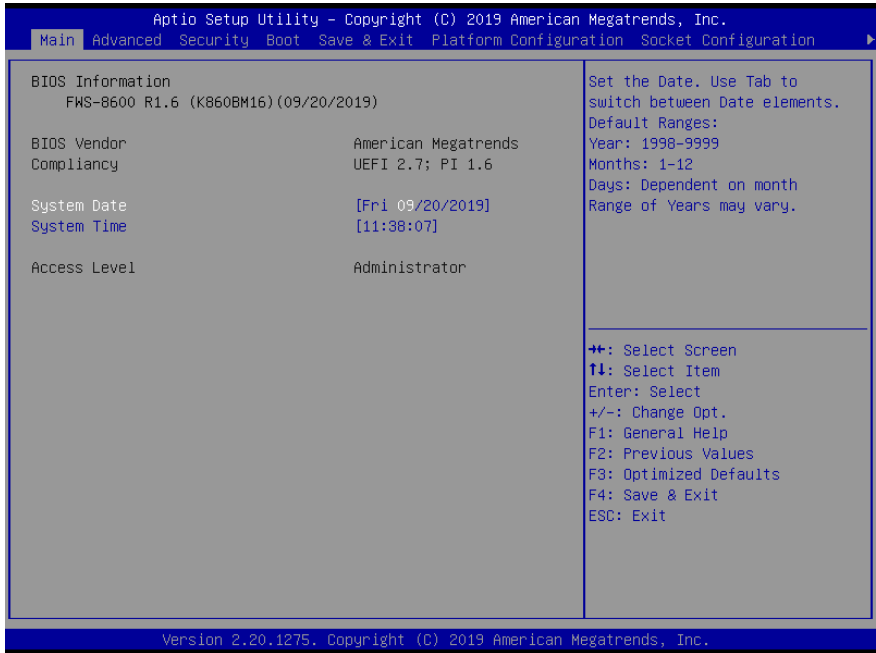 Aptio Setup Utility – Copyright (C) 2019 American Megatrends, Inc.
Main Advanced Security Boot Save & Exit Platform Configuration Socket Configuration ►
BIOS Information
FWS-8600 R1.6 (K860BM16)(09/20/2019)
BIOS Vendor American Megatrends
Compliancy UEFI 2.7; PI 1.6
System Date [Fri 09/20/2019]
System Time [11:38:07]
Access Level Administrator
Set the Date. Use Tab to
switch between Date elements.
Default Ranges:
Year: 1998-9999
Months: 1-12
Days: Dependent on month
Range of Years may vary.
→←: Select Screen
↑↓: Select Item
Enter: Select
+/-: Change Opt.
F1: General Help
F2: Previous Values
F3: Optimized Defaults
F4: Save & Exit
ESC: Exit
Version 2.20.1275. Copyright (C) 2019 American Megatrends, Inc.